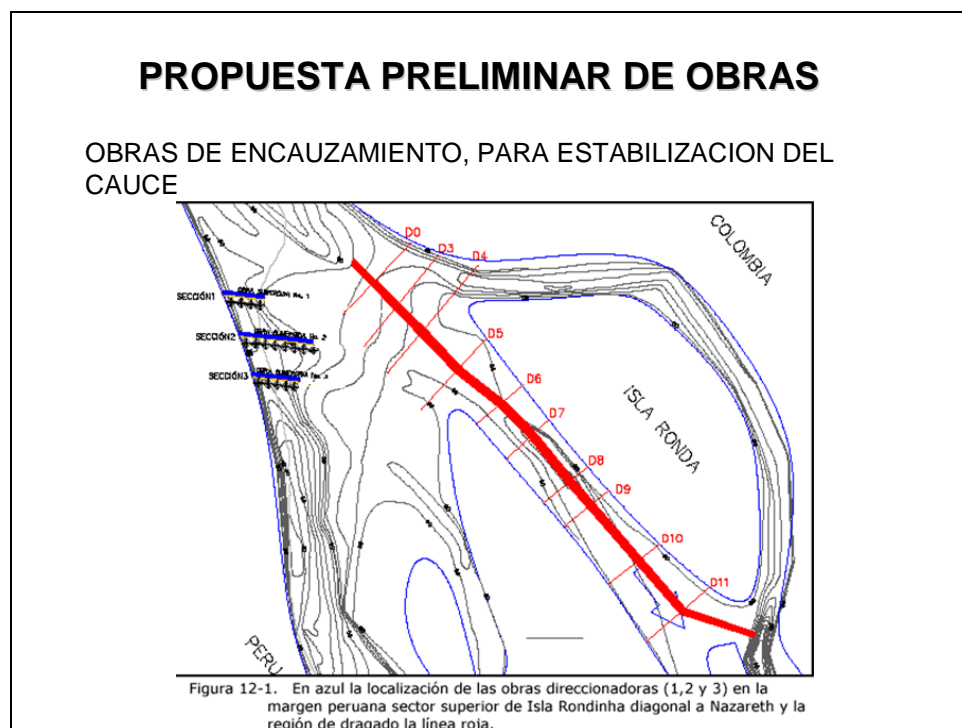 PROPUESTA PRELIMINAR DE OBRAS
OBRAS DE ENCAUZAMIENTO, PARA ESTABILIZACION DEL
CAUCE
COLOMBIA
D0
D3
D4
SECCIÓN1
SECCIÓN2
SECCIÓN3
D5
D6
D7
ISLA RONDA
D8
D9
D10
D11
PERU
Figura 12-1. En azul la localización de las obras direccionadoras (1,2 y 3) en la
margen peruana sector superior de Isla Rondinha diagonal a Nazareth y la
región de dragado la línea roja.